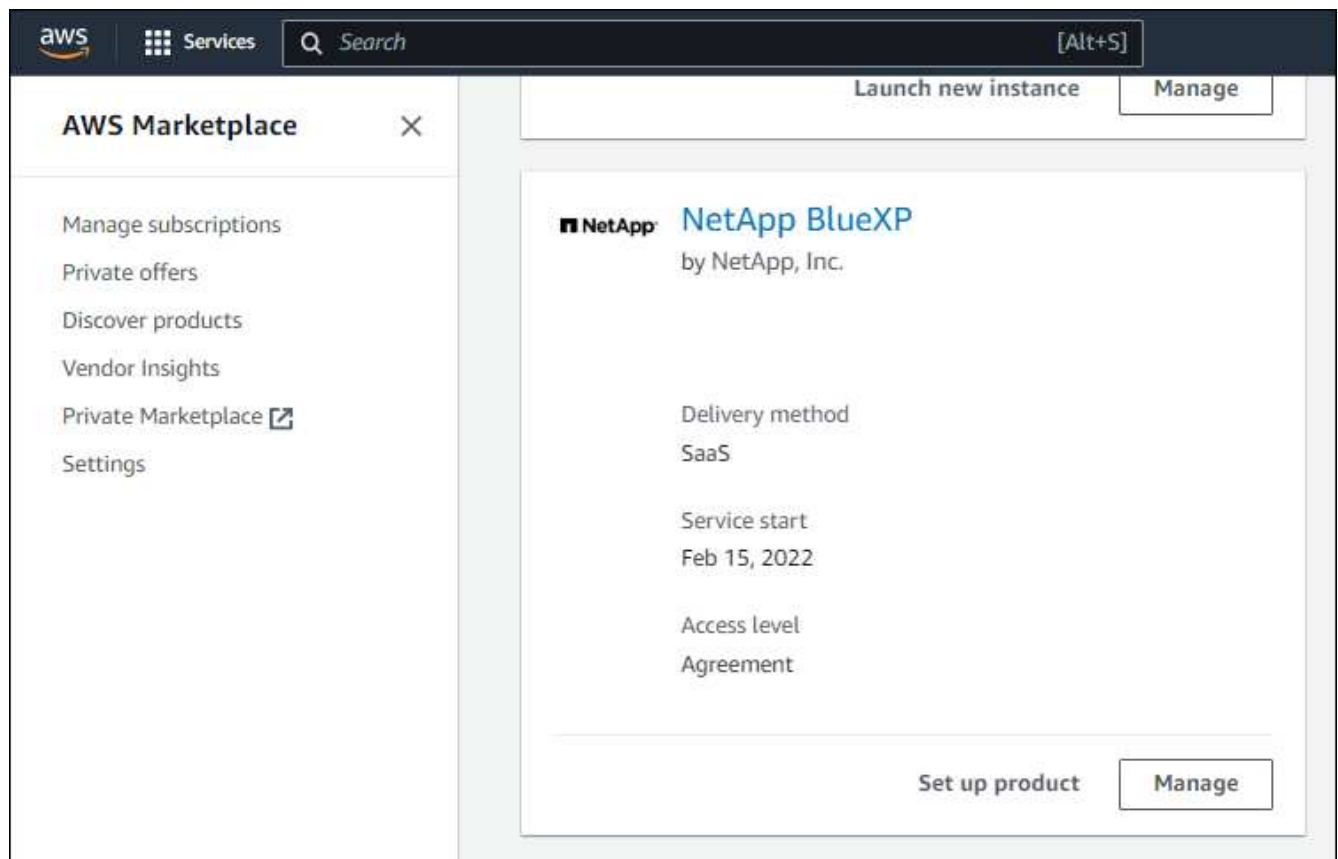 aws
Services
Search
[Alt+S]
AWS Marketplace
Manage subscriptions
Private offers
Discover products
Vendor Insights
Private Marketplace
Settings
Launch new instance
Manage
NetApp
NetApp BlueXP
by NetApp, Inc.
Delivery method
SaaS
Service start
Feb 15, 2022
Access level
Agreement
Set up product
Manage